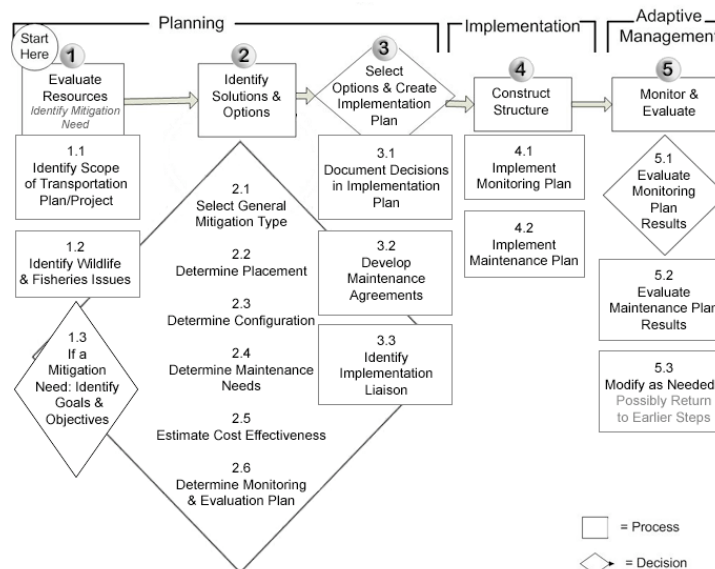 Planning
Implementation
Adaptive
Management
Start
Here
1
Evaluate
Resources
Identify Mitigation
Need
2
Identify
Solutions &
Options
3
Select
Options & Create
Implementation
Plan
4
Construct
Structure
5
Monitor &
Evaluate
1.1
Identify Scope
of Transportation
Plan/Project
1.2
Identify Wildlife
& Fisheries Issues
1.3
If a
Mitigation
Need: Identify
Goals &
Objectives
2.1
Select General
Mitigation Type
2.2
Determine Placement
2.3
Determine Configuration
2.4
Determine Maintenance
Needs
2.5
Estimate Cost Effectiveness
2.6
Determine Monitoring
& Evaluation Plan
3.1
Document Decisions
in Implementation
Plan
3.2
Develop
Maintenance
Agreements
3.3
Identify
Implementation
Liaison
4.1
Implement
Monitoring Plan
4.2
Implement
Maintenance Plan
5.1
Evaluate
Monitoring
Plan
Results
5.2
Evaluate
Maintenance Plan
Results
5.3
Modify as Needed
Possibly Return
to Earlier Steps
= Process
= Decision